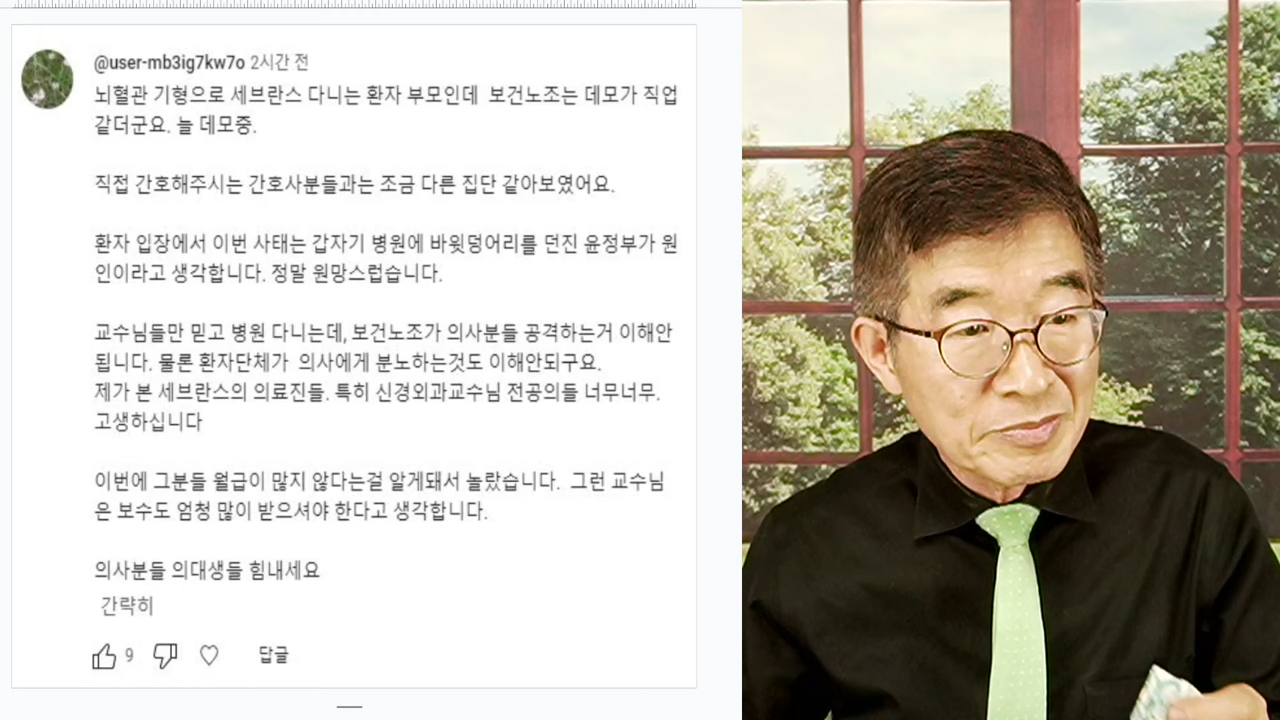 @user-mb3ig7kw7o 2시간 전
뇌혈관 기형으로 세브란스 다니는 환자 부모인데 보건노조는 데모가 직업
같더군요. 늘 데모중.
직접 간호해주시는 간호사분들과는 조금 다른 집단 같아보였어요.
환자 입장에서 이번 사태는 갑자기 병원에 바윗덩어리를 던진 윤정부가 원
인이라고 생각합니다. 정말 원망스럽습니다.
교수님들만 믿고 병원 다니는데, 보건노조가 의사분들 공격하는거 이해안
됩니다. 물론 환자단체가 의사에게 분노하는것도 이해안되구요.
제가 본 세브란스의 의료진들. 특히 신경외과교수님 전공의들 너무너무.
고생하십니다
이번에 그분들 월급이 많지 않다는걸 알게돼서 놀랐습니다. 그런 교수님
은 보수도 엄청 많이 받으셔야 한다고 생각합니다.
의사분들 의대생들 힘내세요
간략히
9 답글